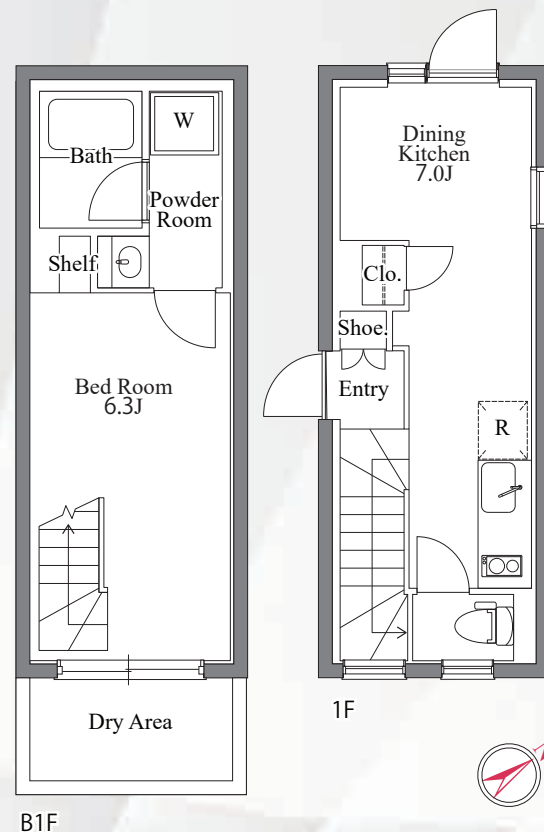 W
Bath
Powder
Room
Shelf
Bed Room
6.3J
Dry Area
B1F
Dining
Kitchen
7.0J
Clo.
Shoe.
Entry
R
1F